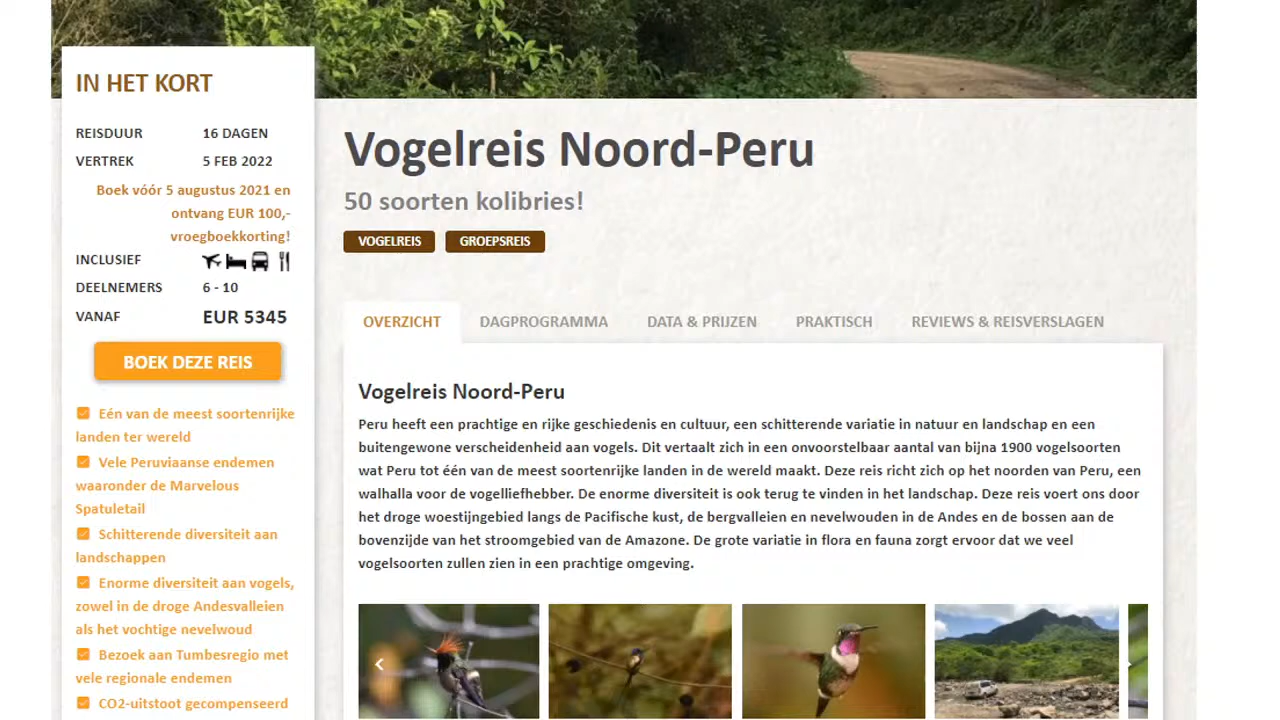 IN HET KORT
REISDUUR 16 DAGEN
VERTREK 5 FEB 2022
Boek vóór 5 augustus 2021 en
ontvang EUR 100,-
vroegboekkorting!
INCLUSIEF
DEELNEMERS 6 - 10
VANAF EUR 5345
BOEK DEZE REIS
Eén van de meest soortenrijke
landen ter wereld
Vele Peruviaanse endemen
waaronder de Marvelous
Spatuletail
Schitterende diversiteit aan
landschappen
Enorme diversiteit aan vogels,
zowel in de droge Andesvalleien
als het vochtige nevelwoud
Bezoek aan Tumbesregio met
vele regionale endemen
CO2-uitstoot gecompenseerd
Vogelreis Noord-Peru
50 soorten kolibries!
VOGELREIS GROEPSREIS
OVERZICHT DAGPROGRAMMA DATA & PRIJZEN PRAKTISCH REVIEWS & REISVERSLAGEN
Vogelreis Noord-Peru
Peru heeft een prachtige en rijke geschiedenis en cultuur, een schitterende variatie in natuur en landschap en een
buitengewone verscheidenheid aan vogels. Dit vertaalt zich in een onvoorstelbaar aantal van bijna 1900 vogelsoorten
wat Peru tot één van de meest soortenrijke landen in de wereld maakt. Deze reis richt zich op het noorden van Peru, een
walhalla voor de vogelliefhebber. De enorme diversiteit is ook terug te vinden in het landschap. Deze reis voert ons door
het droge woestijngebied langs de Pacifische kust, de bergvalleien en nevelwouden in de Andes en de bossen aan de
bovenzijde van het stroomgebied van de Amazone. De grote variatie in flora en fauna zorgt ervoor dat we veel
vogelsoorten zullen zien in een prachtige omgeving.